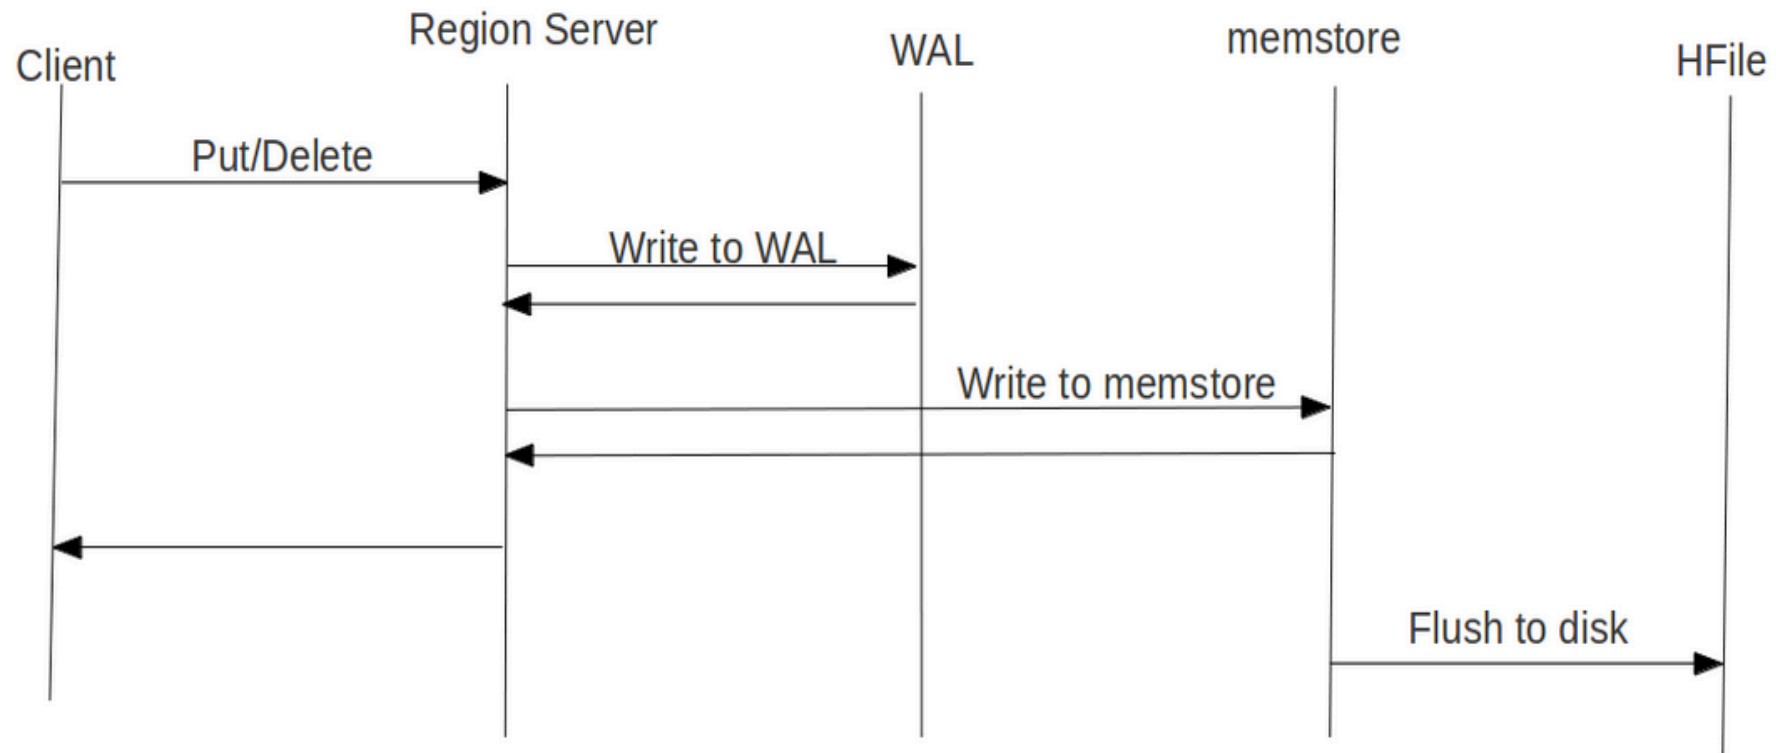 Client
Region Server
WAL
memstore
HFile
Put/Delete
Write to WAL
Write to memstore
Flush to disk